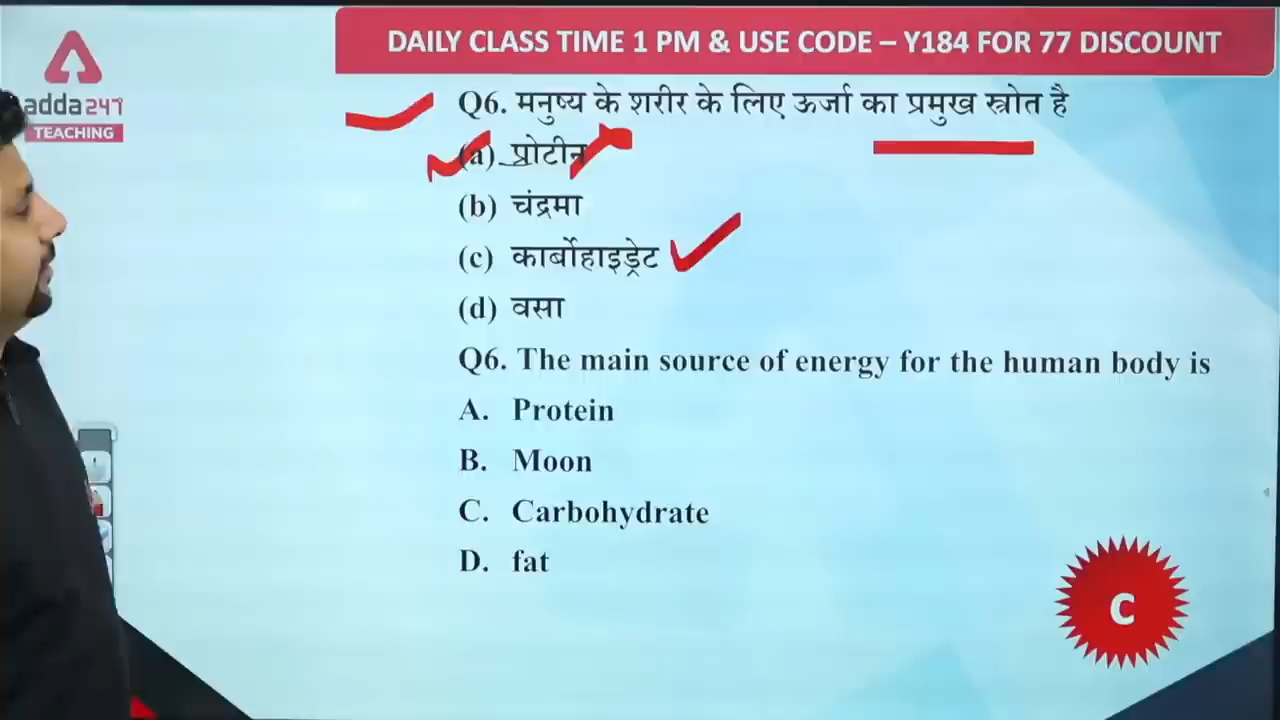 DAILY CLASS TIME 1 PM & USE CODE – Y184 FOR 77 DISCOUNT
adda247
TEACHING
Q6. मनुष्य के शरीर के लिए ऊर्जा का प्रमुख स्त्रोत है
(a) प्रोटीन
(b) चंद्रमा
(c) कार्बोहाइड्रेट
(d) वसा
Q6. The main source of energy for the human body is
A. Protein
B. Moon
C. Carbohydrate
D. fat
C